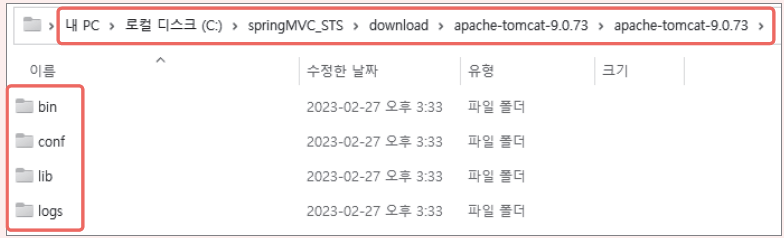 내 PC > 로컬 디스크 (C:) > springMVC_STS > download > apache-tomcat-9.0.73 > apache-tomcat-9.0.73 >
이름 수정한 날짜 유형 크기
bin 2023-02-27 오후 3:33 파일 폴더
conf 2023-02-27 오후 3:33 파일 폴더
lib 2023-02-27 오후 3:33 파일 폴더
logs 2023-02-27 오후 3:33 파일 폴더